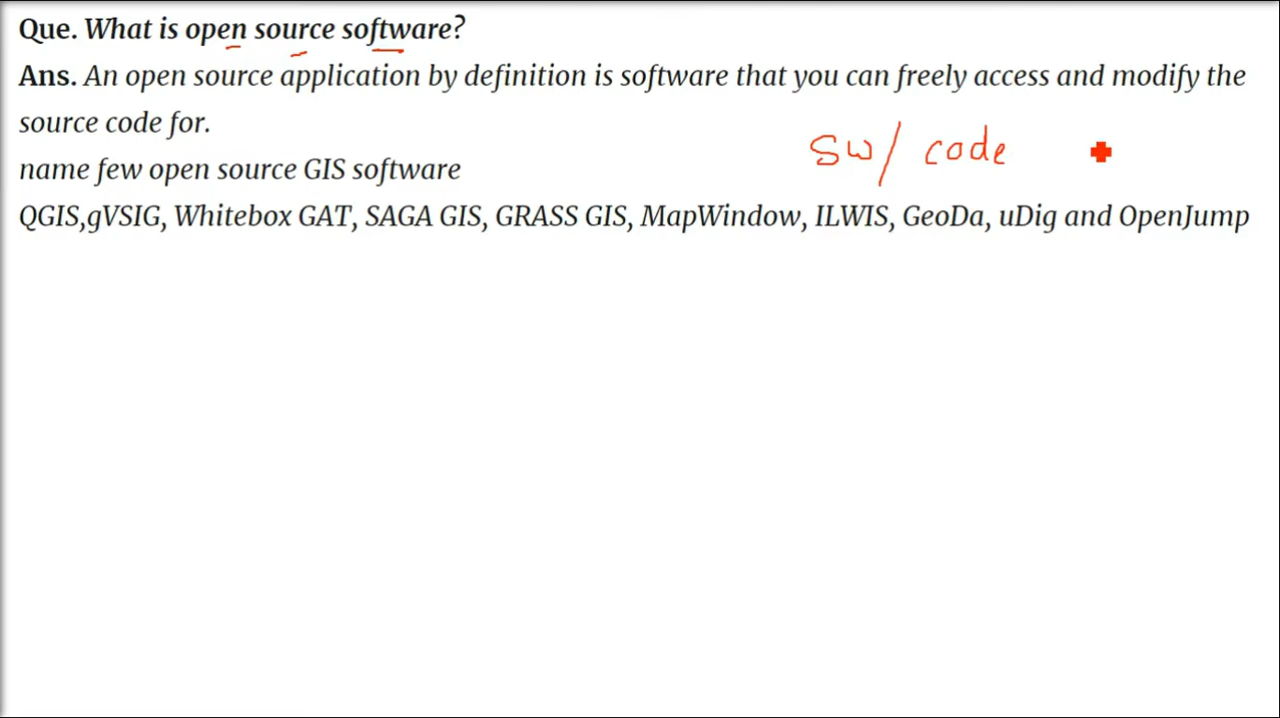 Que. What is open source software?
Ans. An open source application by definition is software that you can freely access and modify the
source code for.
sw/ code
name few open source GIS software
QGIS,gVSIG, Whitebox GAT, SAGA GIS, GRASS GIS, MapWindow, ILWIS, GeoDa, uDig and OpenJump